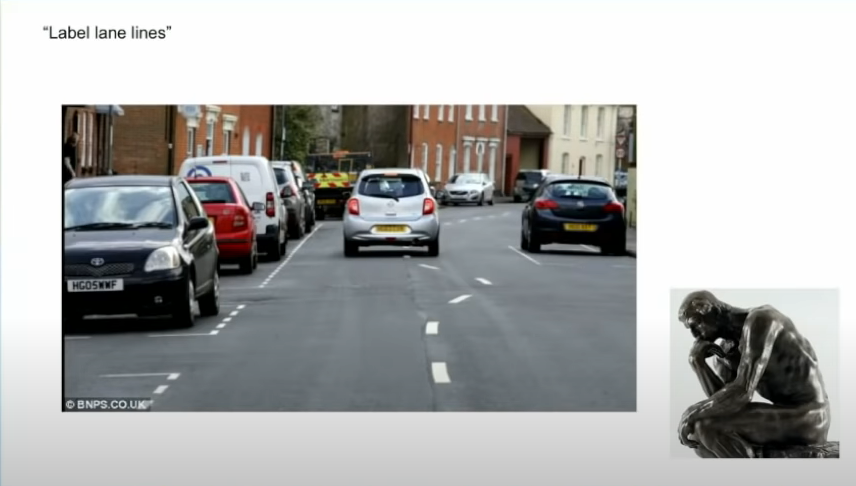 “Label lane lines”
HG05WWF
© BNPS.CO.UK